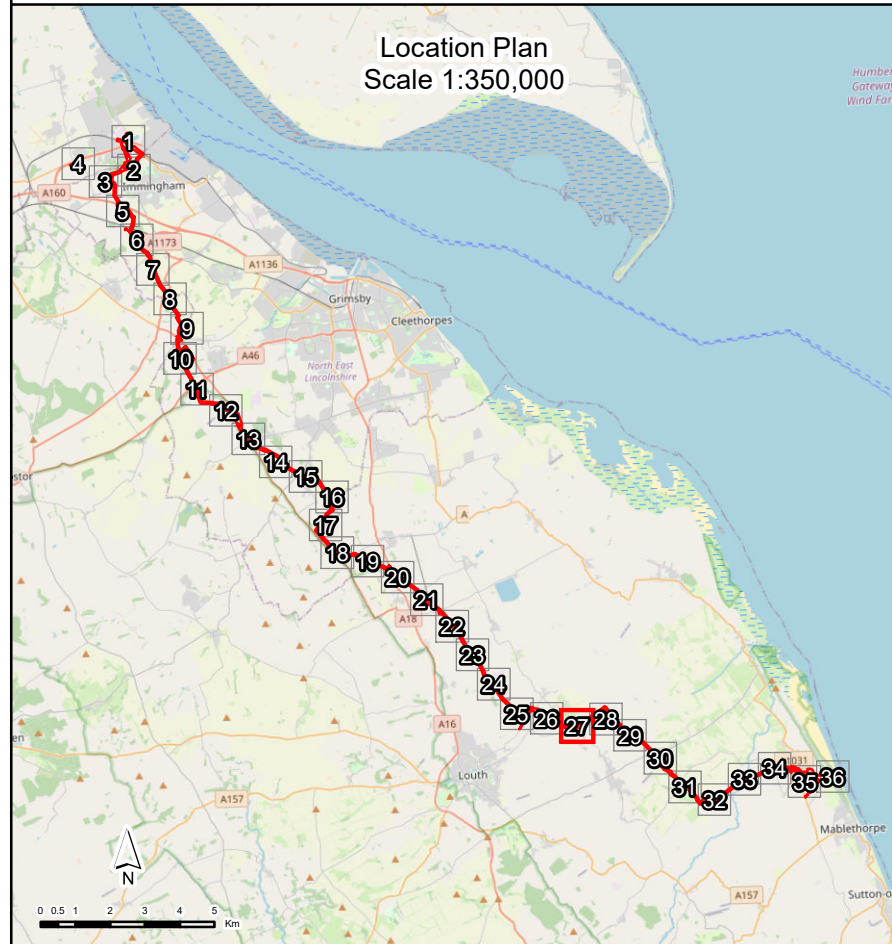 Location Plan
Scale 1:350,000
Humber
Gateway
Wind Far
1
4
2
3
Immingham
A160
5
6
A1173
7
A1136
8
Grimsby
9
Cleethorpes
10
A46
North East
Lincolnshire
11
12
13
14
15
stor
16
A
17
18
19
20
21
A18
22
23
24
25
26
27
28
A16
29
en
30
1031
Louth
34
36
33
35
31
A157
32
Mablethorpe
N
A157
Sutton-o
0 0.5 1 2 3 4 5
Km